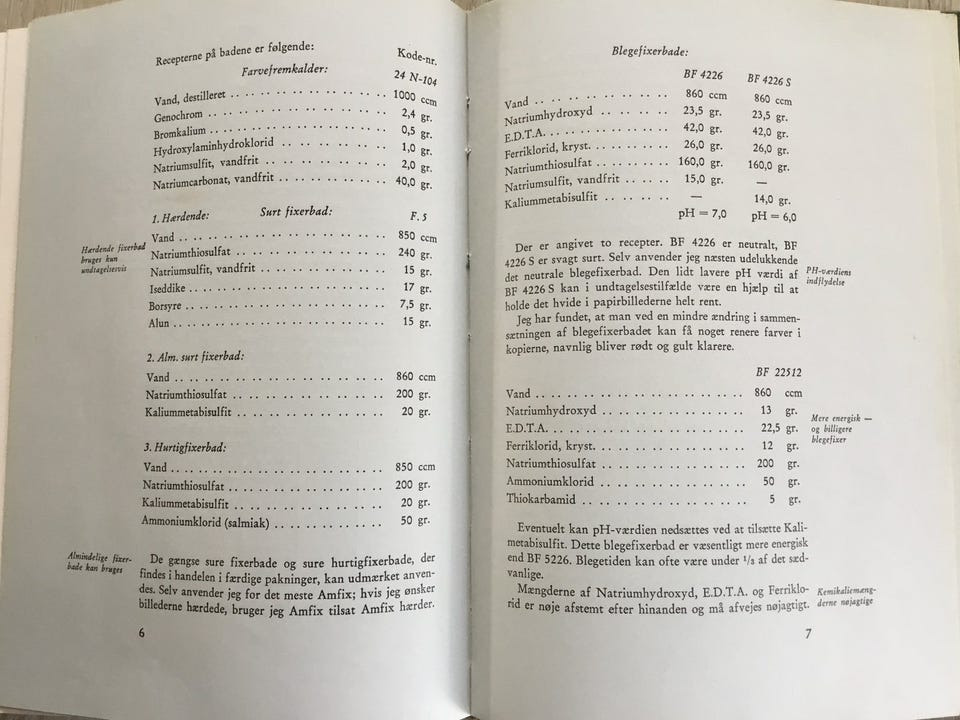 Recepterne på badene er følgende:
Kode-nr.
Farvefremkalder: 24 N-104
Vand, destilleret . . . . . . . . . . . . . . . . 1000 ccm
Genochrom . . . . . . . . . . . . . . . . . . 2,4 gr.
Bromkalium . . . . . . . . . . . . . . . . . . 0,5 gr.
Hydroxylaminhydroklorid . . . . . . . . . . . 1,0 gr.
Natriumsulfit, vandfrit . . . . . . . . . . . . . 2,0 gr.
Natriumcarbonat, vandfrit . . . . . . . . . . . 40,0 gr.
1. Hærdende: Surt fixerbad: F. 5
Hærdende fixerbad
bruges kun
undtagelsesvis
Vand . . . . . . . . . . . . . . . . . . . . . 850 ccm
Natriumthiosulfat . . . . . . . . . . . . . . . 240 gr.
Natriumsulfit, vandfrit . . . . . . . . . . . . . 15 gr.
Iseddike . . . . . . . . . . . . . . . . . . . . 17 gr.
Borsyre . . . . . . . . . . . . . . . . . . . . 7,5 gr.
Alun . . . . . . . . . . . . . . . . . . . . . 15 gr.
2. Alm. surt fixerbad:
Vand . . . . . . . . . . . . . . . . . . . . . 860 ccm
Natriumthiosulfat . . . . . . . . . . . . . . . 200 gr.
Kaliummetabisulfit . . . . . . . . . . . . . . . 20 gr.
3. Hurtigfixerbad:
Vand . . . . . . . . . . . . . . . . . . . . . 850 ccm
Natriumthiosulfat . . . . . . . . . . . . . . . 200 gr.
Kaliummetabisulfit . . . . . . . . . . . . . . . 20 gr.
Ammoniumklorid (salmiak) . . . . . . . . . . . 50 gr.
Almindelige fixer-
bade kan bruges
De gængse sure fixerbade og sure hurtigfixerbade, der
findes i handelen i færdige pakninger, kan udmærket anven-
des. Selv anvender jeg for det meste Amfix; hvis jeg ønsker
billederne hærdede, bruger jeg Amfix tilsat Amfix hærder.
6
Blegefixerbade:
BF 4226 BF 4226 S
Vand . . . . . . . . . . . . . 860 ccm 860 ccm
Natriumhydroxyd . . . . . . . . 23,5 gr. 23,5 gr.
E.D.T.A. . . . . . . . . . . . . 42,0 gr. 42,0 gr.
Ferriklorid, kryst. . . . . . . . . 26,0 gr. 26,0 gr.
Natriumthiosulfat . . . . . . . . 160,0 gr. 160,0 gr.
Natriumsulfit, vandfrit . . . . . 15,0 gr. —
Kaliummetabisulfit . . . . . . . — 14,0 gr.
pH = 7,0 pH = 6,0
Der er angivet to recepter. BF 4226 er neutralt, BF
4226 S er svagt surt. Selv anvender jeg næsten udelukkende
det neutrale blegefixerbad. Den lidt lavere pH værdi af
BF 4226 S kan i undtagelsestilfælde være en hjælp til at
holde det hvide i papirbillederne helt rent.
PH-værdiens
indflydelse
Jeg har fundet, at man ved en mindre ændring i sammen-
sætningen af blegefixerbadet kan få noget renere farver i
kopierne, navnlig bliver rødt og gult klarere.
BF 22512
Vand . . . . . . . . . . . . . . . . . . . . . 860 ccm
Natriumhydroxyd . . . . . . . . . . . . . . . 13 gr.
E.D.T.A. . . . . . . . . . . . . . . . . . . . 22,5 gr.
Ferriklorid, kryst. . . . . . . . . . . . . . . . 12 gr.
Natriumthiosulfat . . . . . . . . . . . . . . . 200 gr.
Ammoniumklorid . . . . . . . . . . . . . . . 50 gr.
Thiokarbamid . . . . . . . . . . . . . . . . . 5 gr.
Mere energisk —
og billigere
blegefixer
Eventuelt kan pH-værdien nedsættes ved at tilsætte Kali-
metabisulfit. Dette blegefixerbad er væsentligt mere energisk
end BF 5226. Blegetiden kan ofte være under ¹/₃ af det sæd-
vanlige.
Mængderne af Natriumhydroxyd, E.D.T.A. og Ferriklo-
rid er nøje afstemt efter hinanden og må afvejes nøjagtigt.
Kemikaliemæng-
derne nøjagtige
7